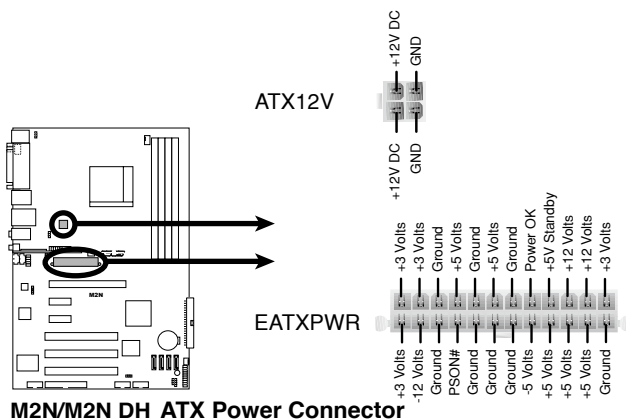 +12V DC
GND
ATX12V
+12V DC
GND
+3 Volts
+3 Volts
Ground
+5 Volts
Ground
+5 Volts
Ground
Power OK
+5V Standby
+12 Volts
+12 Volts
+3 Volts
EATXPWR
+3 Volts
-12 Volts
Ground
PSON#
Ground
Ground
Ground
-5 Volts
+5 Volts
+5 Volts
+5 Volts
Ground
M2N
M2N/M2N DH ATX Power Connector